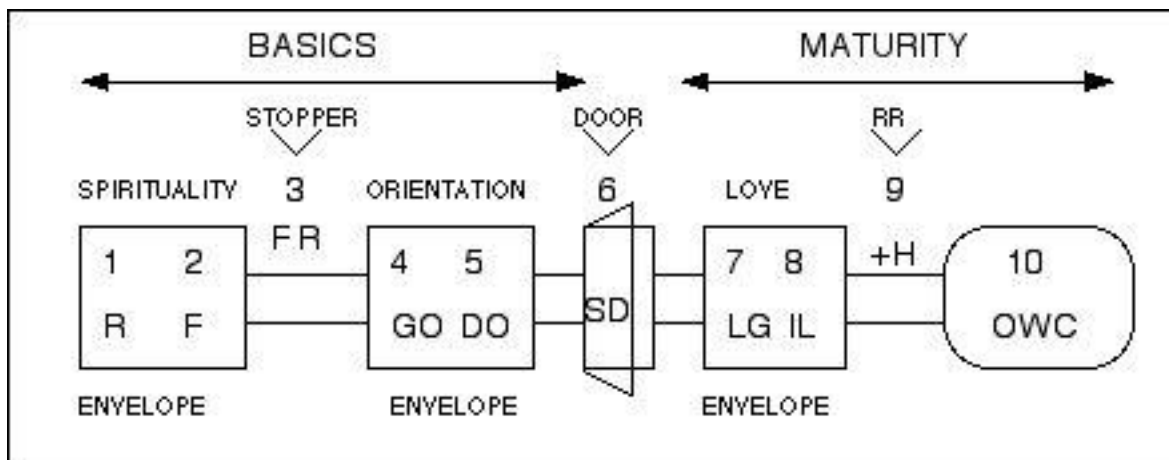 BASICS MATURITY
STOPPER DOOR RR
SPIRITUALITY 3 ORIENTATION 6 LOVE 9
FR
1 2 4 5 7 8 +H 10
R F GO DO SD LG IL OWC
ENVELOPE ENVELOPE ENVELOPE